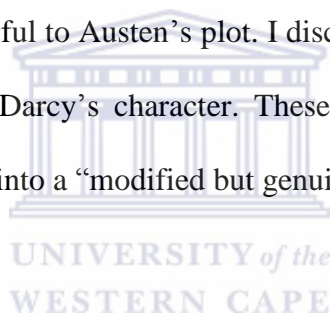 ful to Austen’s plot. I disc
Darcy’s character. These
into a “modified but genui
UNIVERSITY of the
WESTERN CAPE